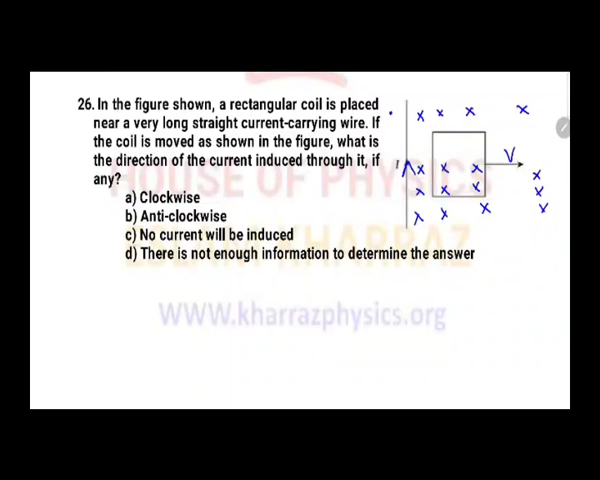 26. In the figure shown, a rectangular coil is placed
near a very long straight current-carrying wire. If
the coil is moved as shown in the figure, what is
the direction of the current induced through it, if
any?
a) Clockwise
b) Anti-clockwise
c) No current will be induced
d) There is not enough information to determine the answer
I
V
x x x x
x x x
x x x
x x x
x
x
x
HOUSE OF PHYSICS
KHARRAZ
www.kharrazphysics.org